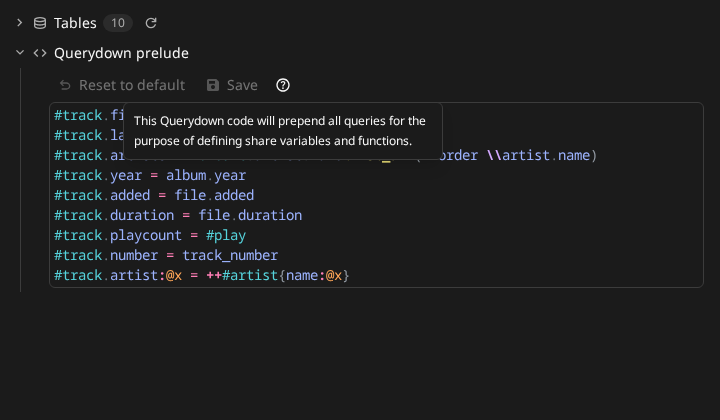 Tables 10
Querydown prelude
Reset to default Save
#track.fi
This Querydown code will prepend all queries for the
#track.la
purpose of defining share variables and functions.
#track.ar order \\artist.name)
#track.year = album.year
#track.added = file.added
#track.duration = file.duration
#track.playcount = #play
#track.number = track_number
#track.artist:@x = ++#artist{name:@x}